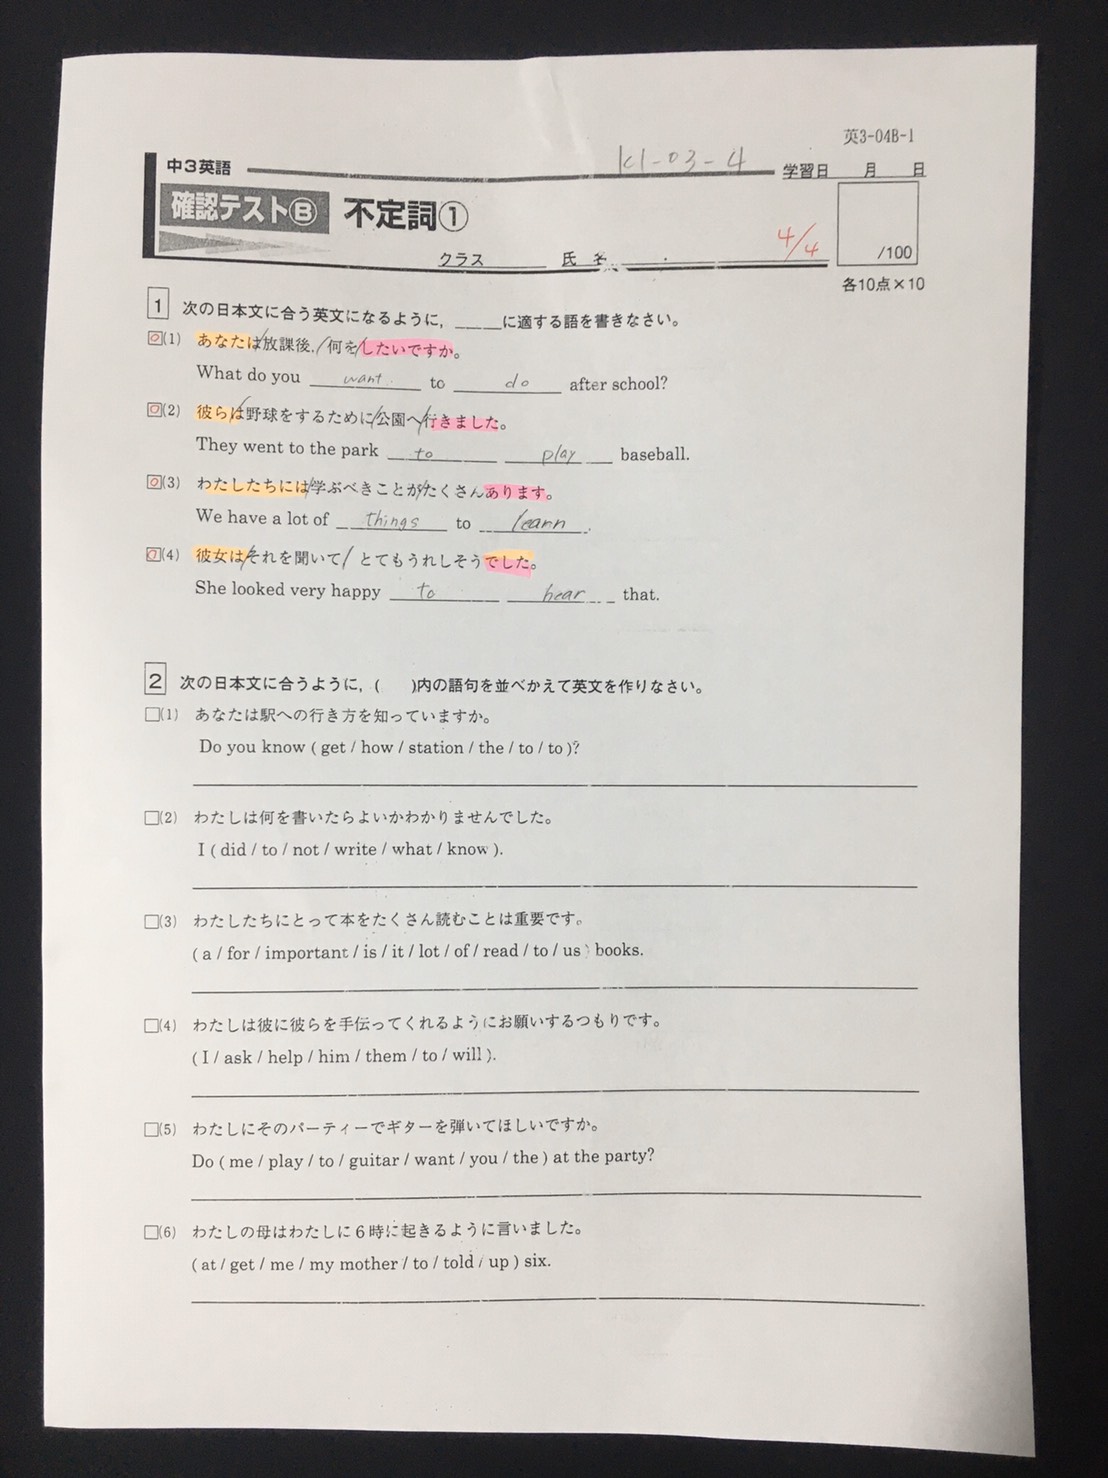 英3-04B-1
K1-03-4
中3英語
学習日 月 日
確認テストⒷ 不定詞①
4/4
/100
クラス 氏名
各10点×10
1 次の日本文に合う英文になるように，＿＿に適する語を書きなさい。
□(1) あなたは/放課後，/何を/したいですか。
What do you want to do after school?
□(2) 彼らは/野球をするために/公園へ/行きました。
They went to the park to play baseball.
□(3) わたしたちには/学ぶべきことが/たくさんあります。
We have a lot of things to learn.
□(4) 彼女は/それを聞いて/とてもうれしそうでした。
She looked very happy to hear that.
2 次の日本文に合うように，( )内の語句を並べかえて英文を作りなさい。
□(1) あなたは駅への行き方を知っていますか。
Do you know ( get / how / station / the / to / to )?
□(2) わたしは何を書いたらよいかわかりませんでした。
I ( did / to / not / write / what / know ).
□(3) わたしたちにとって本をたくさん読むことは重要です。
( a / for / important / is / it / lot / of / read / to / us ) books.
□(4) わたしは彼に彼らを手伝ってくれるようにお願いするつもりです。
( I / ask / help / him / them / to / will ).
□(5) わたしにそのパーティーでギターを弾いてほしいですか。
Do ( me / play / to / guitar / want / you / the ) at the party?
□(6) わたしの母はわたしに6時に起きるように言いました。
( at / get / me / my mother / to / told / up ) six.